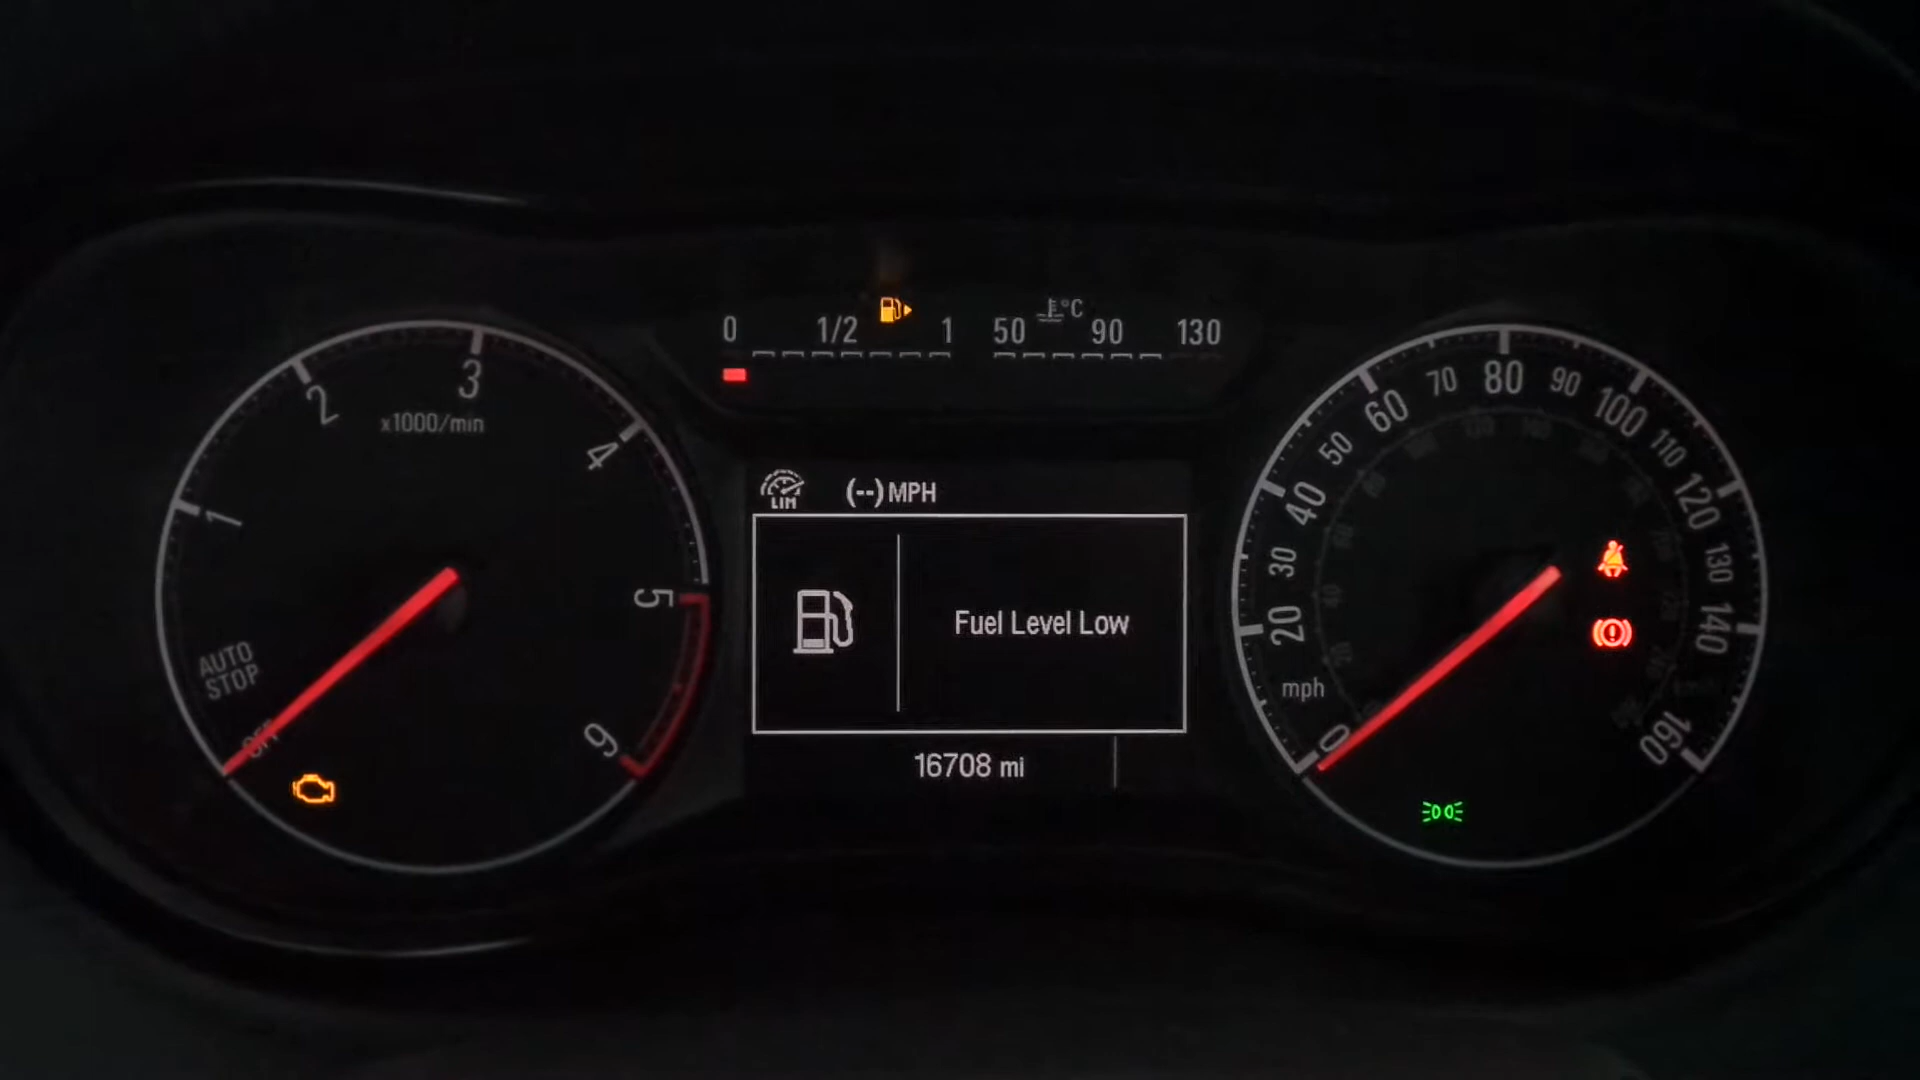 0 1/2 1 50 90 130
°C
1 2 3 4 5 6
x1000/min
AUTO
STOP
OFF
LIM (--) MPH
Fuel Level Low
16708 mi
0 20 30 40 50 60 70 80 90 100 110 120 130 140 160
mph